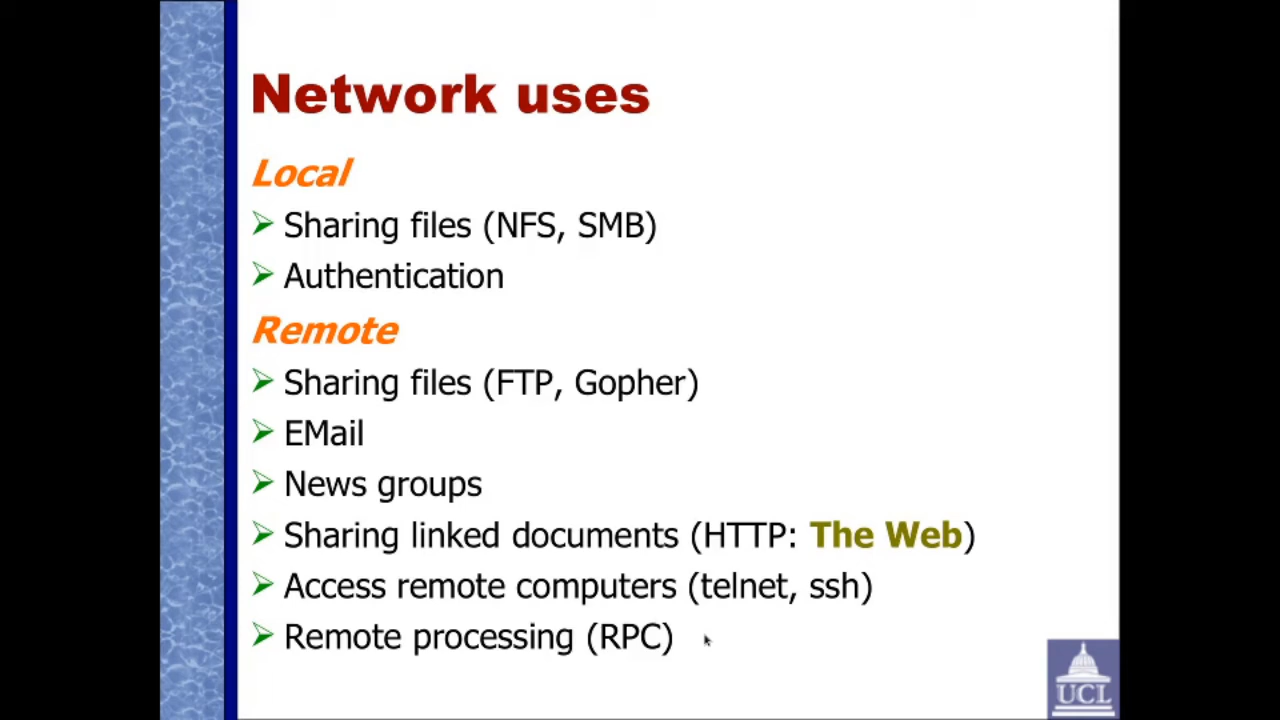 Network uses
Local
Sharing files (NFS, SMB)
Authentication
Remote
Sharing files (FTP, Gopher)
EMail
News groups
Sharing linked documents (HTTP: The Web)
Access remote computers (telnet, ssh)
Remote processing (RPC)
UCL